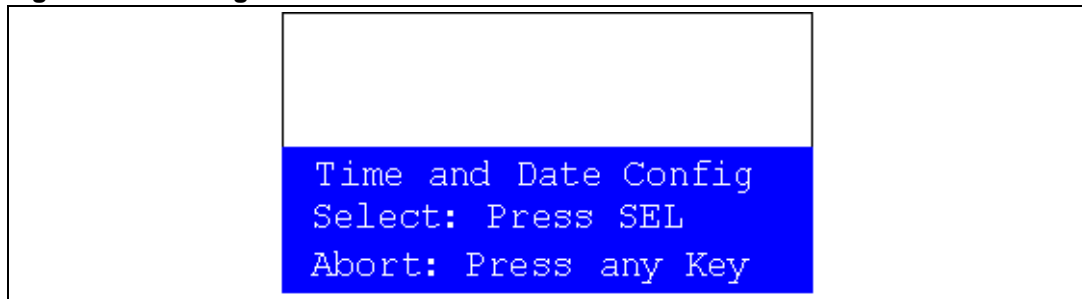 Time and Date Config
Select: Press SEL
Abort: Press any Key